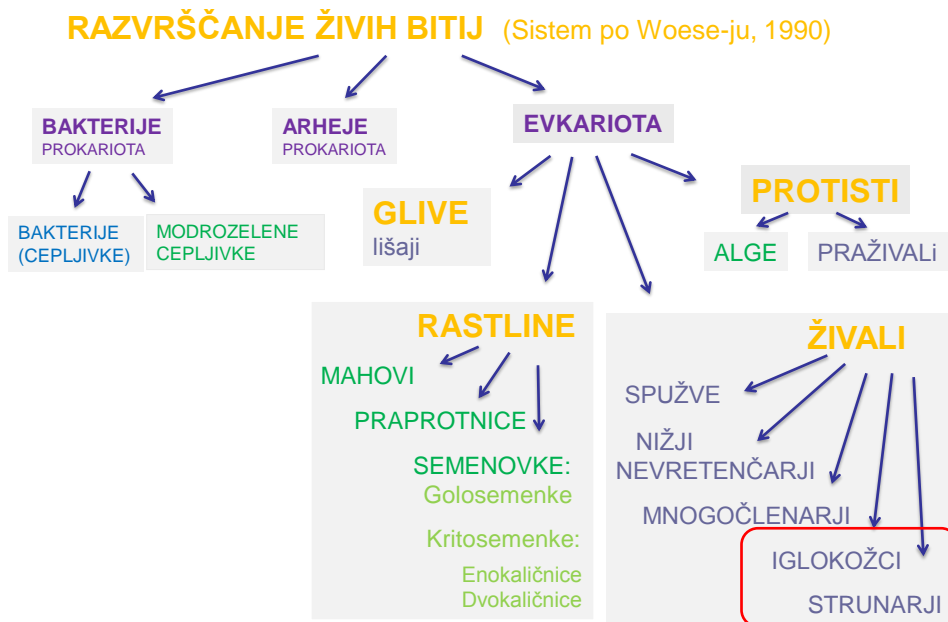 RAZVRŠČANJE ŽIVIH BITIJ (Sistem po Woese-ju, 1990)
BAKTERIJE
PROKARIOTA
ARHEJE
PROKARIOTA
EVKARIOTA
BAKTERIJE
(CEPLJIVKE)
MODROZELENE
CEPLJIVKE
GLIVE
lišaji
PROTISTI
ALGE
PRAŽIVALi
RASTLINE
MAHOVI
PRAPROTNICE
SEMENOVKE:
Golosemenke
Kritosemenke:
Enokaličnice
Dvokaličnice
ŽIVALI
SPUŽVE
NIŽJI
NEVRETENČARJI
MNOGOČLENARJI
IGLOKOŽCI
STRUNARJI